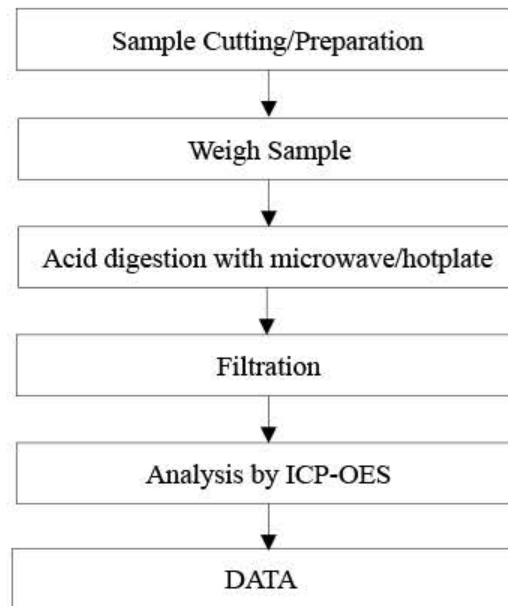 Sample Cutting/Preparation
Weigh Sample
Acid digestion with microwave/hotplate
Filtration
Analysis by ICP-OES
DATA